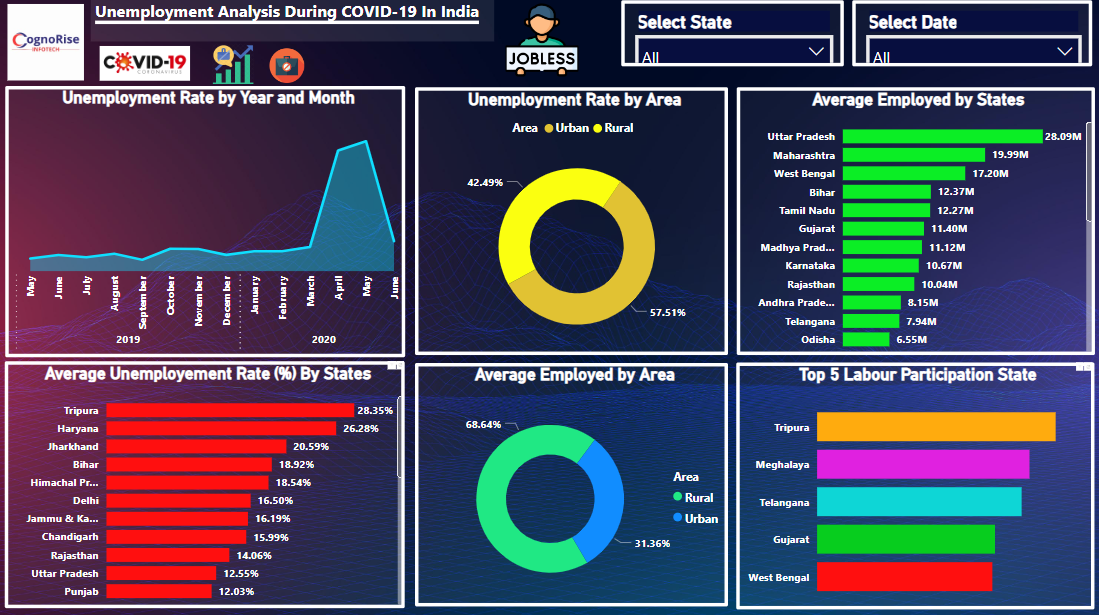 Unemployment Analysis During COVID-19 In India
CognoRise
INFOTECH
COVID-19
CORONAVIRUS
JOBLESS
Select State
All
Select Date
All
Unemployment Rate by Year and Month
May
June
July
August
September
October
November
December
January
February
March
April
May
June
2019
2020
Unemployment Rate by Area
Area Urban Rural
42.49%
57.51%
Average Employed by States
Uttar Pradesh 28.09M
Maharashtra 19.99M
West Bengal 17.20M
Bihar 12.37M
Tamil Nadu 12.27M
Gujarat 11.40M
Madhya Prad... 11.12M
Karnataka 10.67M
Rajasthan 10.04M
Andhra Prade... 8.15M
Telangana 7.94M
Odisha 6.55M
Average Unemployement Rate (%) By States
Tripura 28.35%
Haryana 26.28%
Jharkhand 20.59%
Bihar 18.92%
Himachal Pr... 18.54%
Delhi 16.50%
Jammu & Ka... 16.19%
Chandigarh 15.99%
Rajasthan 14.06%
Uttar Pradesh 12.55%
Punjab 12.03%
Average Employed by Area
68.64%
Area
Rural
Urban
31.36%
Top 5 Labour Participation State
Tripura
Meghalaya
Telangana
Gujarat
West Bengal